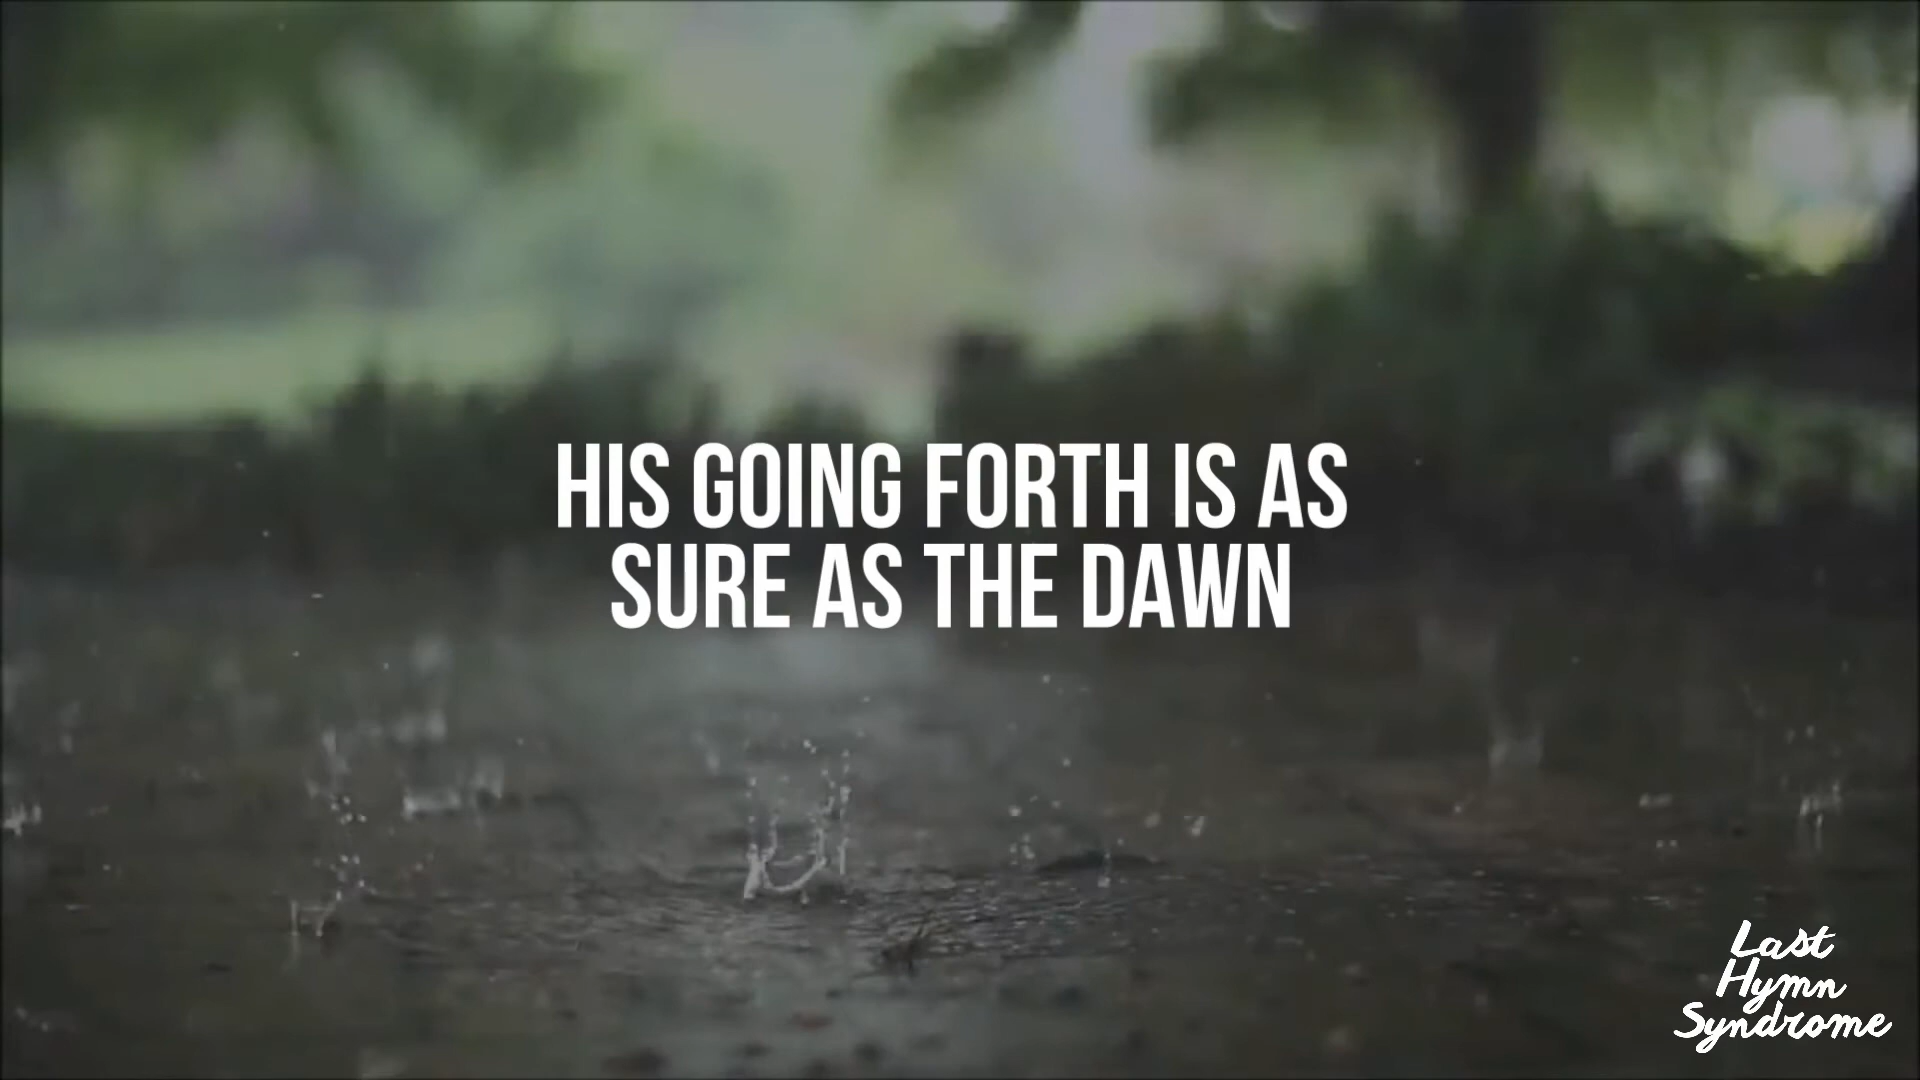 HIS GOING FORTH IS AS
SURE AS THE DAWN
Last
Hymn
Syndrome